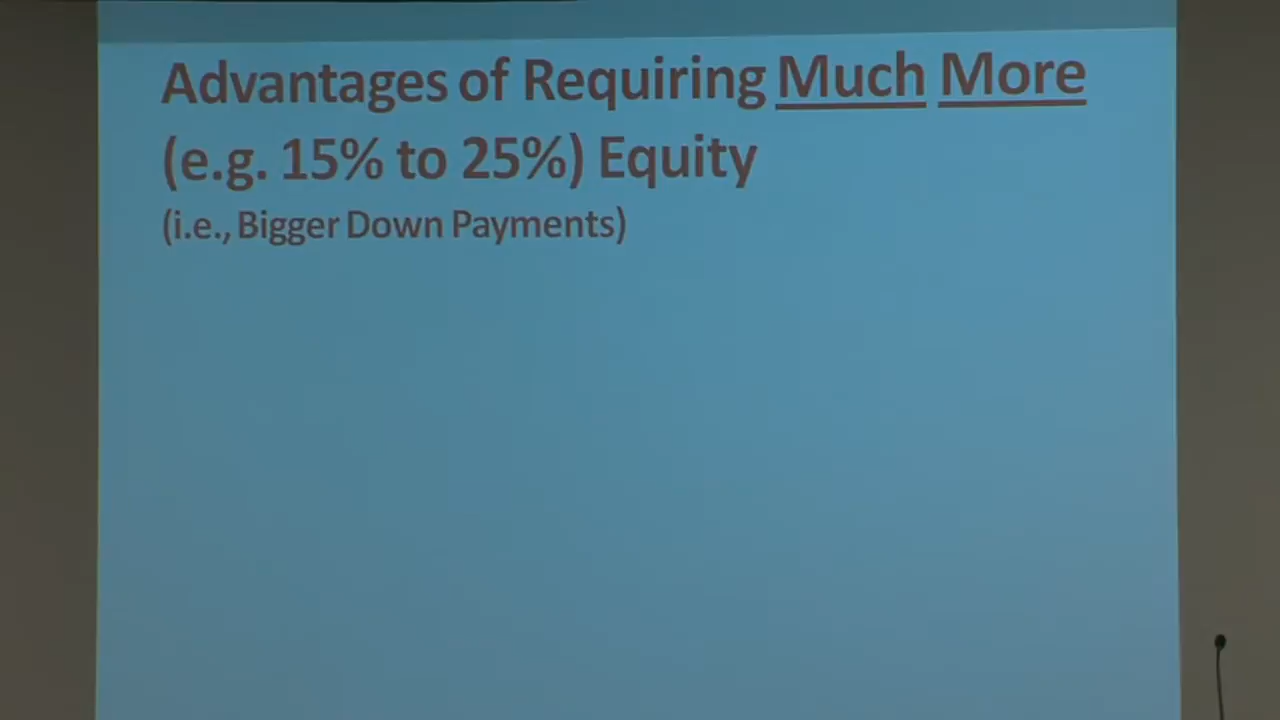 Advantages of Requiring Much More
(e.g. 15% to 25%) Equity
(i.e., Bigger Down Payments)